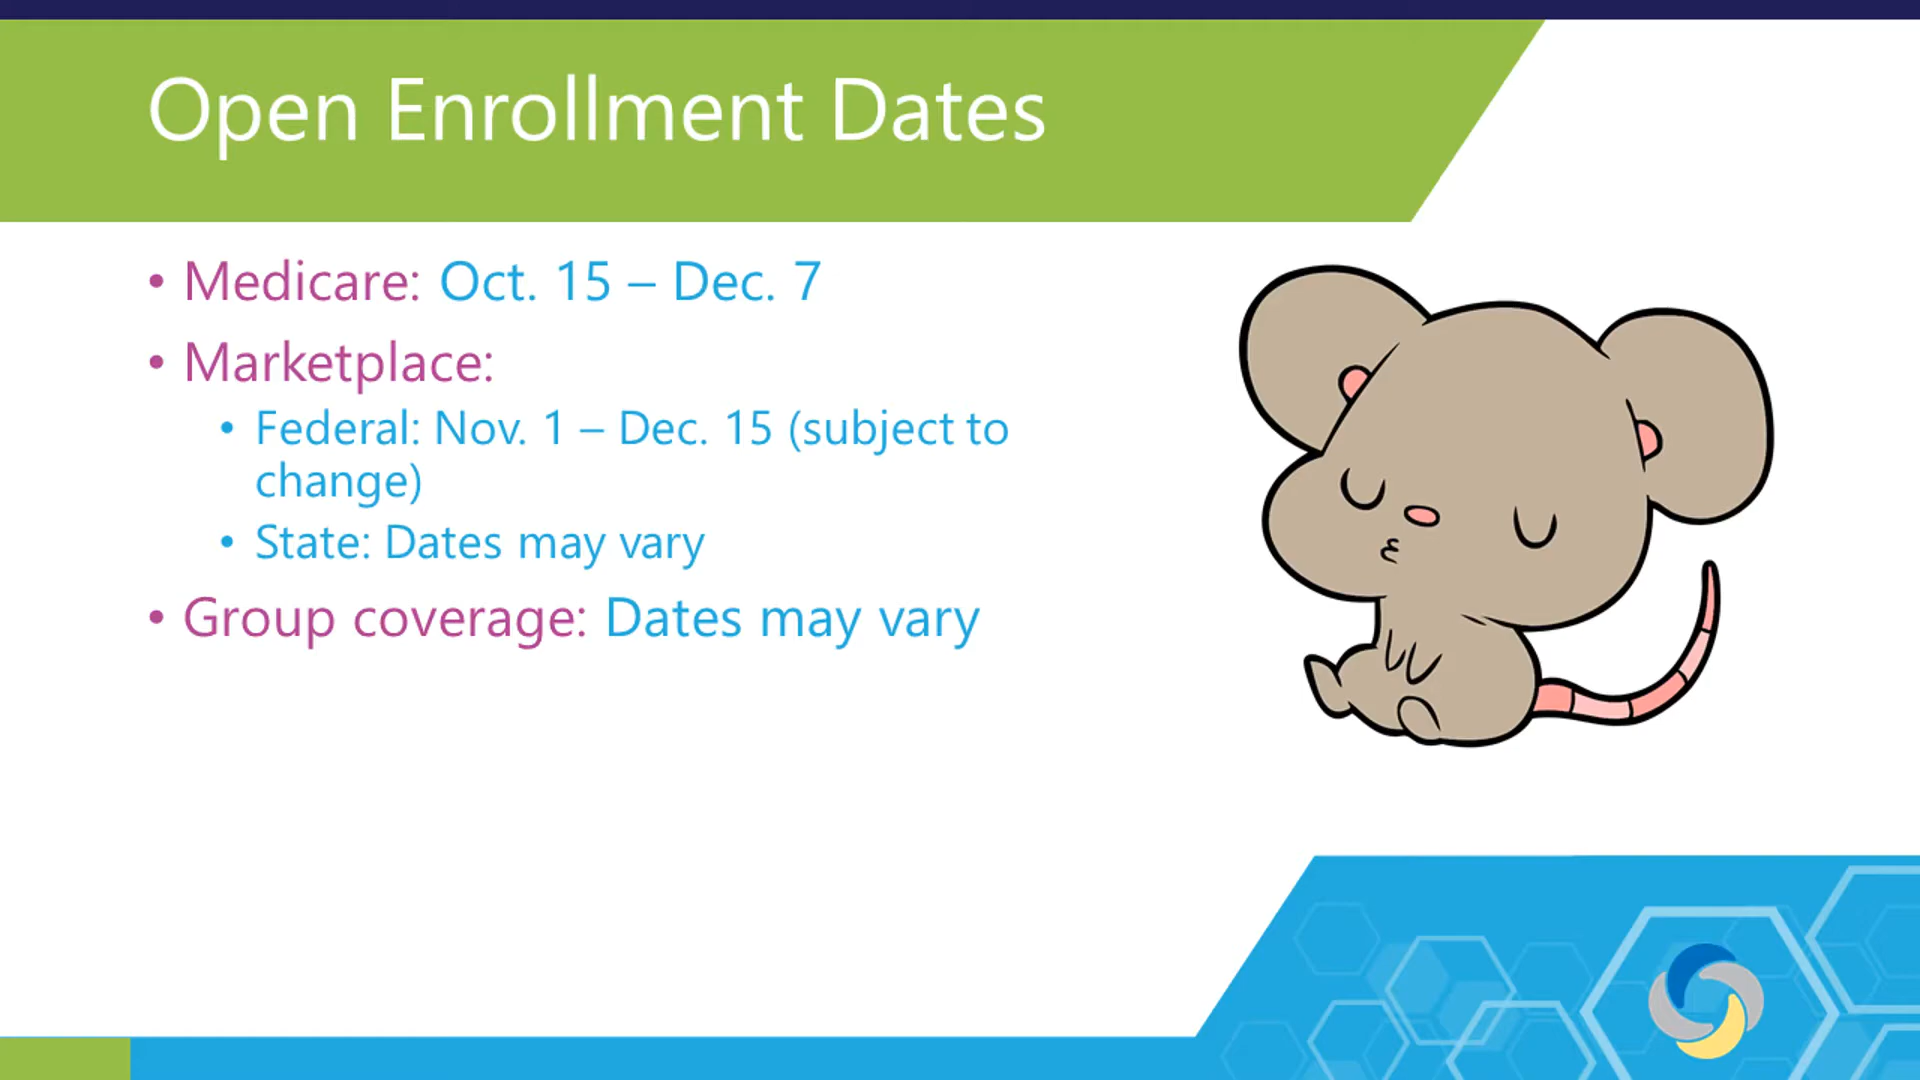 Open Enrollment Dates
• Medicare: Oct. 15 – Dec. 7
• Marketplace:
• Federal: Nov. 1 – Dec. 15 (subject to
change)
• State: Dates may vary
• Group coverage: Dates may vary